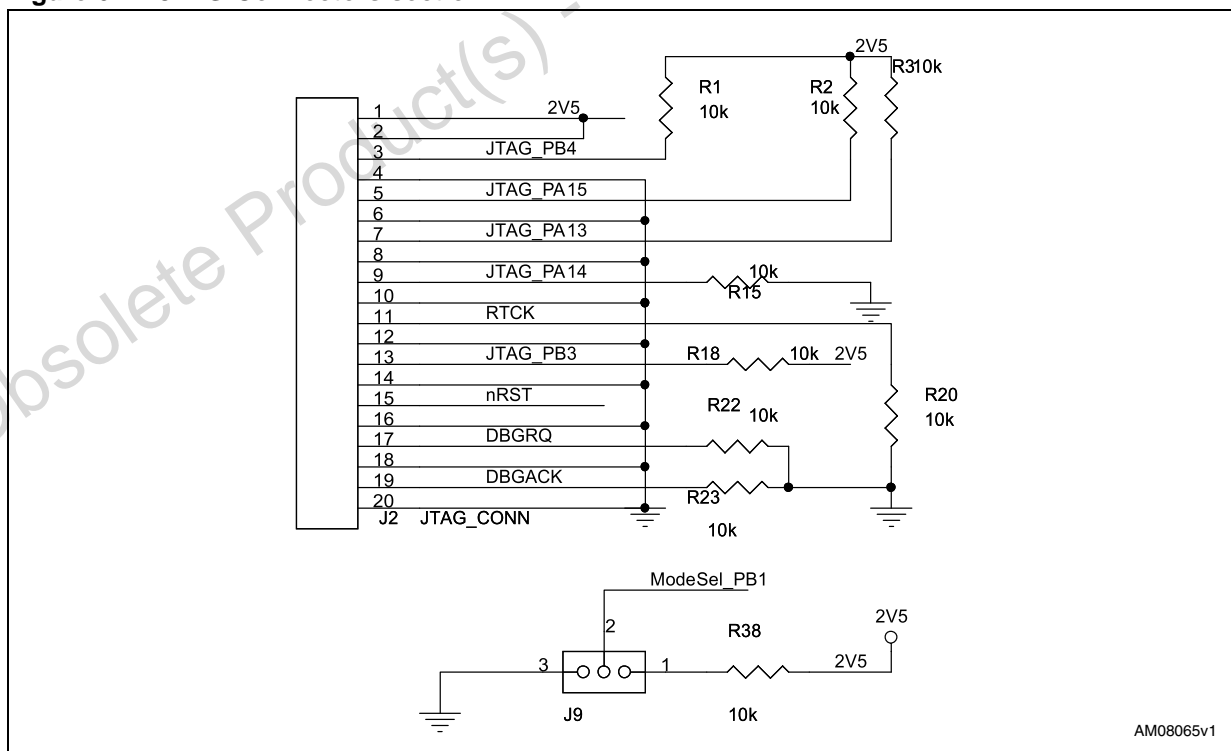 Obsolete Product(s) -
2V5
R310k
R1
10k
R2
10k
1
2V5
2
3
JTAG_PB4
4
5
JTAG_PA15
6
7
JTAG_PA13
8
9
JTAG_PA14
10k
R15
10
11
RTCK
12
13
JTAG_PB3
R18
10k
2V5
14
15
nRST
16
R22
10k
R20
10k
17
DBGRQ
18
19
DBGACK
R23
10k
20
J2
JTAG_CONN
ModeSel_PB1
2
R38
2V5
3
1
2V5
J9
10k
AM08065v1